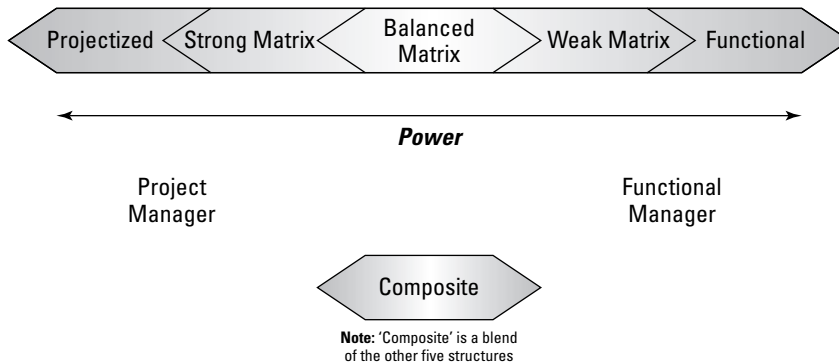 Projectized Strong Matrix Balanced Matrix Weak Matrix Functional
Power
Project
Manager
Functional
Manager
Composite
Note: 'Composite' is a blend
of the other five structures